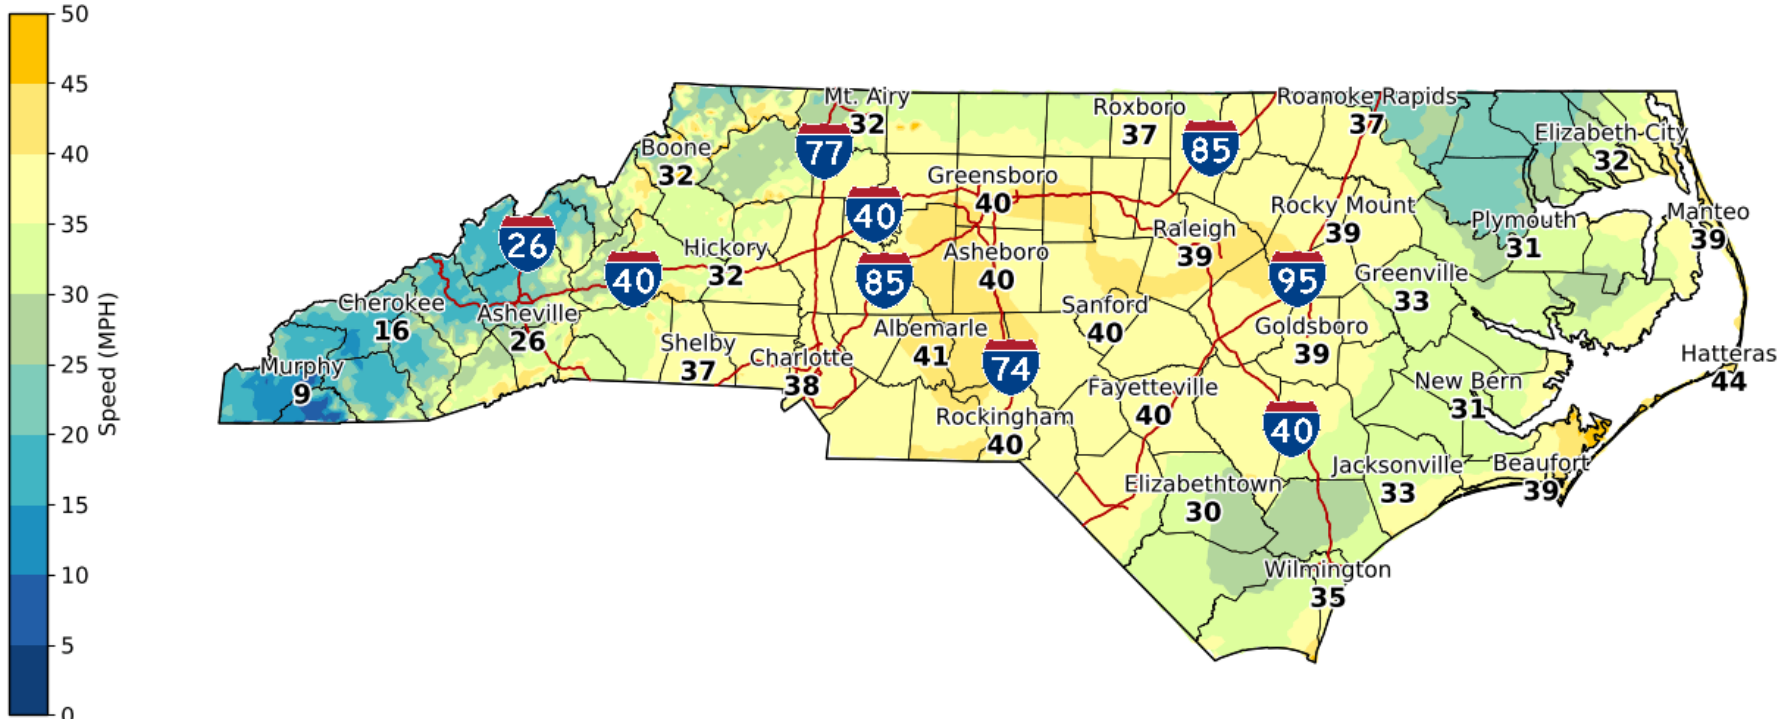 50
45
40
35
30
25
20
15
10
5
0
Speed (MPH)
Mt. Airy
32
Roxboro
37
Roanoke Rapids
37
77
85
Elizabeth City
32
Boone
32
Greensboro
40
40
Rocky Mount
39
Plymouth
31
Manteo
39
26
Raleigh
39
Hickory
32
40
85
Asheboro
40
95
Greenville
33
Cherokee
16
Asheville
26
Sanford
40
Albemarle
41
Goldsboro
39
Shelby
37
Charlotte
38
74
Murphy
9
Hatteras
44
Fayetteville
40
New Bern
31
Rockingham
40
40
Elizabethtown
30
Jacksonville
33
Beaufort
39
Wilmington
35